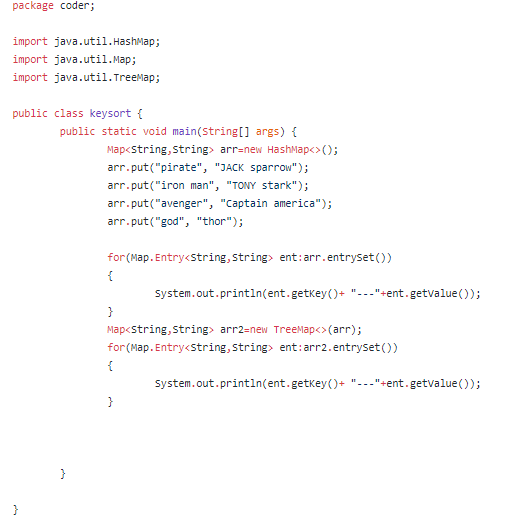 package coder;
import java.util.HashMap;
import java.util.Map;
import java.util.TreeMap;
public class keysort {
public static void main(String[] args) {
Map<String,String> arr=new HashMap<>();
arr.put("pirate", "JACK sparrow");
arr.put("iron man", "TONY stark");
arr.put("avenger", "Captain america");
arr.put("god", "thor");
for(Map.Entry<String,String> ent:arr.entrySet())
{
System.out.println(ent.getKey()+ "---"+ent.getValue());
}
Map<String,String> arr2=new TreeMap<>(arr);
for(Map.Entry<String,String> ent:arr2.entrySet())
{
System.out.println(ent.getKey()+ "---"+ent.getValue());
}
}
}